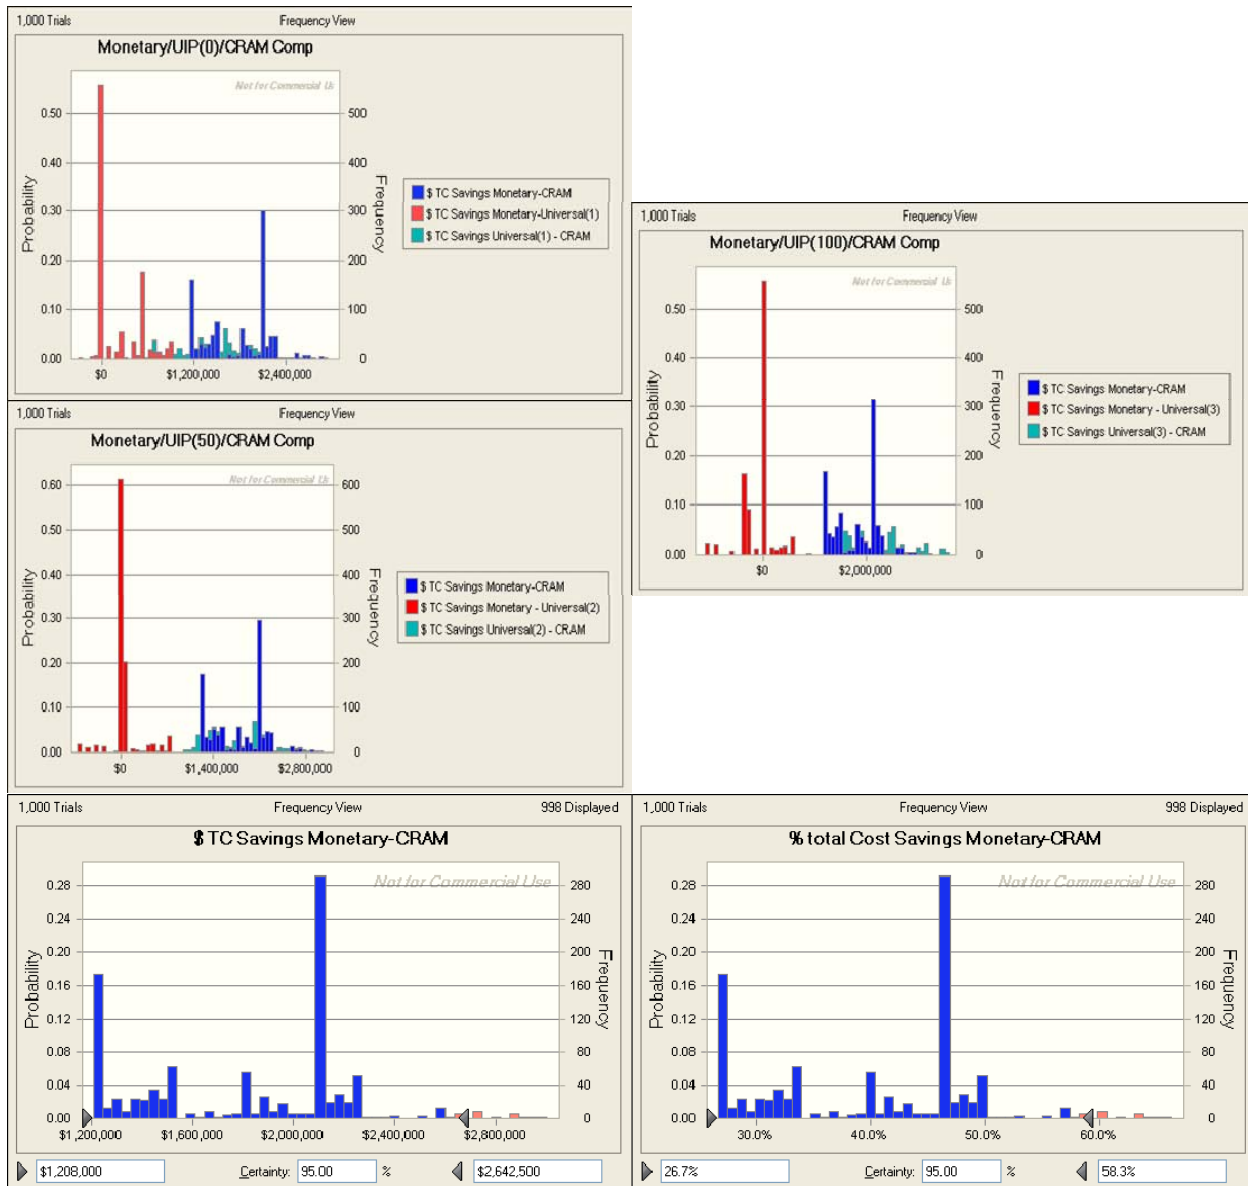 1,000 Trials Frequency View
Monetary/UIP(0)/CRAM Comp
Not for Commercial Us
Probability
0.50
0.40
0.30
0.20
0.10
0.00
500
400
300
200
100
0
Frequency
$0 $1,200,000 $2,400,000
$ TC Savings Monetary-CRAM
$ TC Savings Monetary-Universal(1)
$ TC Savings Universal(1) - CRAM
1,000 Trials Frequency View
Monetary/UIP(100)/CRAM Comp
Not for Commercial Us
Probability
0.50
0.40
0.30
0.20
0.10
0.00
500
400
300
200
100
0
Frequency
$0 $2,000,000
$ TC Savings Monetary-CRAM
$ TC Savings Monetary - Universal(3)
$ TC Savings Universal(3) - CRAM
1,000 Trials Frequency View
Monetary/UIP(50)/CRAM Comp
Not for Commercial Us
Probability
0.60
0.50
0.40
0.30
0.20
0.10
0.00
600
500
400
300
200
100
0
Frequency
$0 $1,400,000 $2,800,000
$ TC Savings Monetary-CRAM
$ TC Savings Monetary - Universal(2)
$ TC Savings Universal(2) - CRAM
1,000 Trials Frequency View 998 Displayed
$ TC Savings Monetary-CRAM
Not for Commercial Use
Probability
0.28
0.24
0.20
0.16
0.12
0.08
0.04
0.00
280
240
200
160
120
80
40
0
Frequency
$1,200,000 $1,600,000 $2,000,000 $2,400,000 $2,800,000
$1,208,000 Certainty: 95.00 % $2,642,500
1,000 Trials Frequency View 998 Displayed
% total Cost Savings Monetary-CRAM
Not for Commercial Use
Probability
0.28
0.24
0.20
0.16
0.12
0.08
0.04
0.00
280
240
200
160
120
80
40
0
Frequency
30.0% 40.0% 50.0% 60.0%
26.7% Certainty: 95.00 % 58.3%